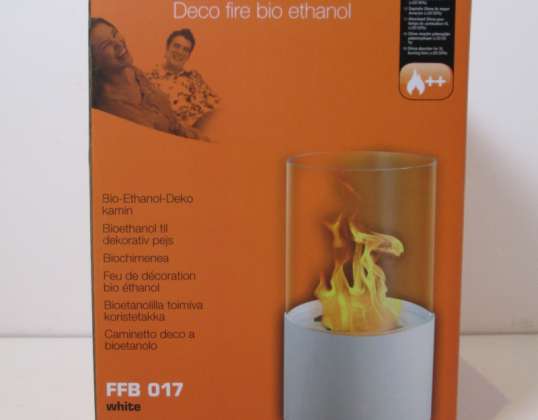 Deco fire bio ethanol
++
Bio-Ethanol-Deko
kamin
Bioethanol til
dekorativ pejs
Biochimenea
Feu de décoration
bio éthanol
Bioetanolilla toimiva
koristetakka
Caminetto deco a
bioetanolo
FFB 017
white